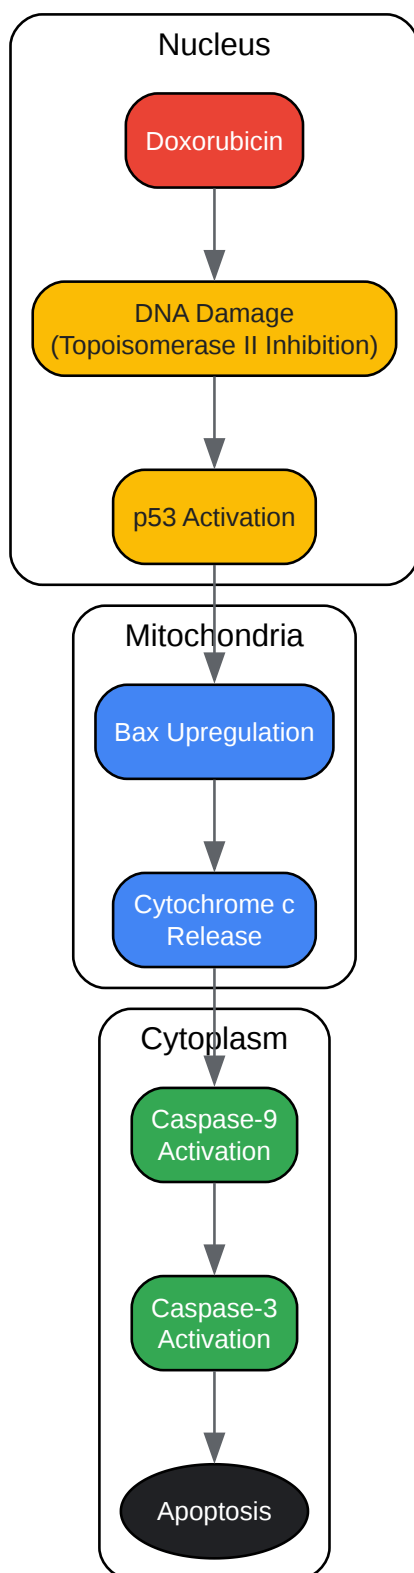 Nucleus
Doxorubicin
DNA Damage
(Topoisomerase II Inhibition)
p53 Activation
Mitochondria
Bax Upregulation
Cytochrome c
Release
Cytoplasm
Caspase-9
Activation
Caspase-3
Activation
Apoptosis